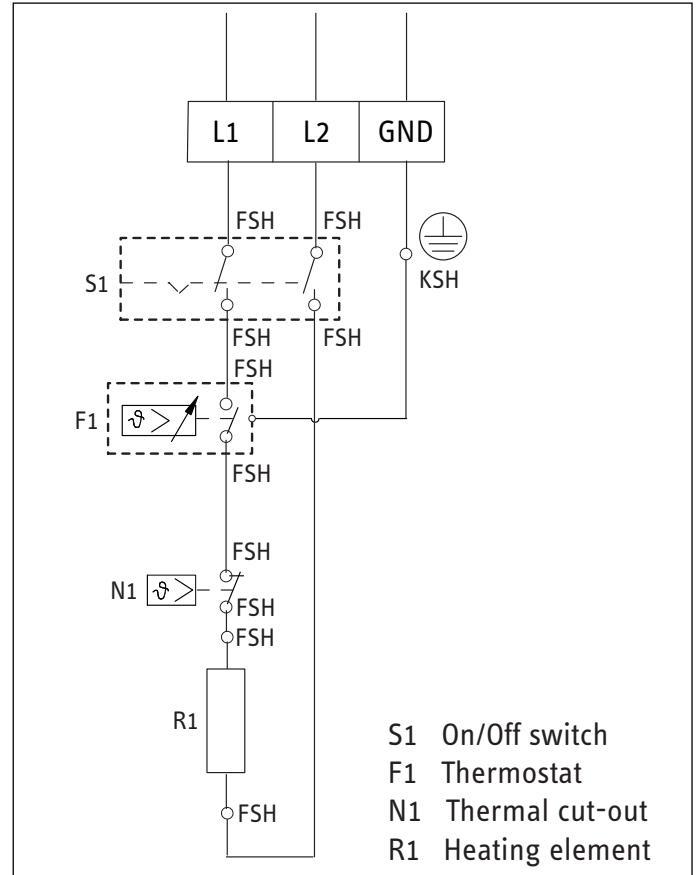 L1 L2 GND
FSH FSH
KSH
S1
FSH FSH
FSH
F1 ϑ >
FSH
FSH
N1 ϑ >
FSH
FSH
R1
FSH
S1 On/Off switch
F1 Thermostat
N1 Thermal cut-out
R1 Heating element